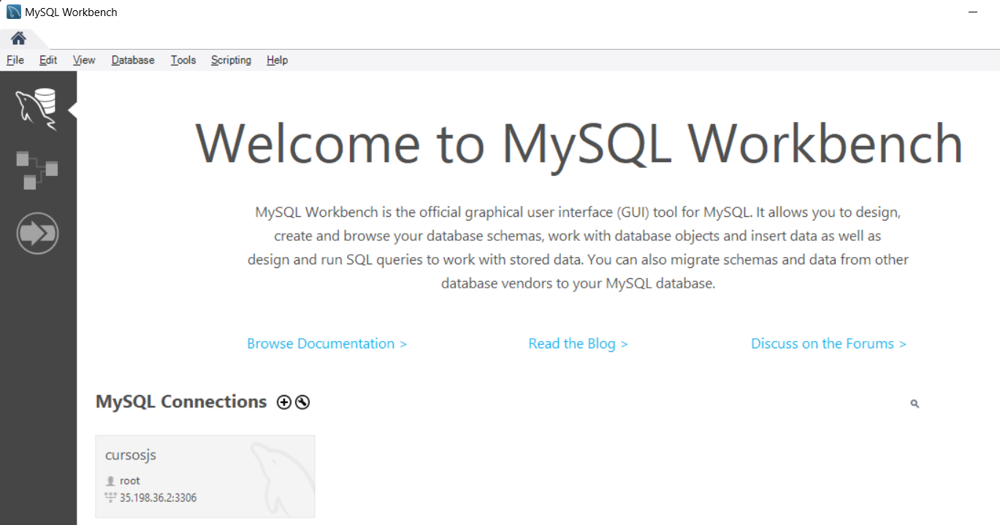 MySQL Workbench
File Edit View Database Tools Scripting Help
Welcome to MySQL Workbench
MySQL Workbench is the official graphical user interface (GUI) tool for MySQL. It allows you to design,
create and browse your database schemas, work with database objects and insert data as well as
design and run SQL queries to work with stored data. You can also migrate schemas and data from other
database vendors to your MySQL database.
Browse Documentation > Read the Blog > Discuss on the Forums >
MySQL Connections
cursosjs
root
35.198.36.2:3306